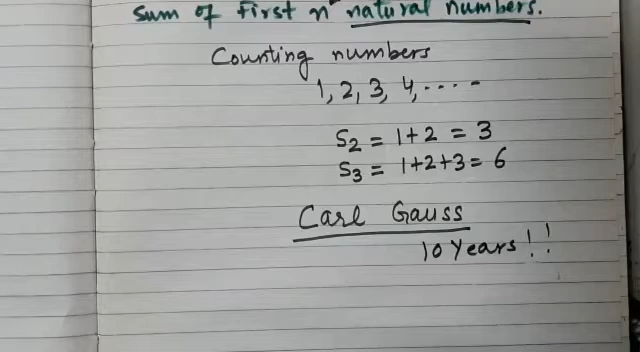 Sum of first n natural numbers.
Counting numbers
1, 2, 3, 4, ....-
S2 = 1+2 = 3
S3 = 1+2+3= 6
Carl Gauss
10 Years!!